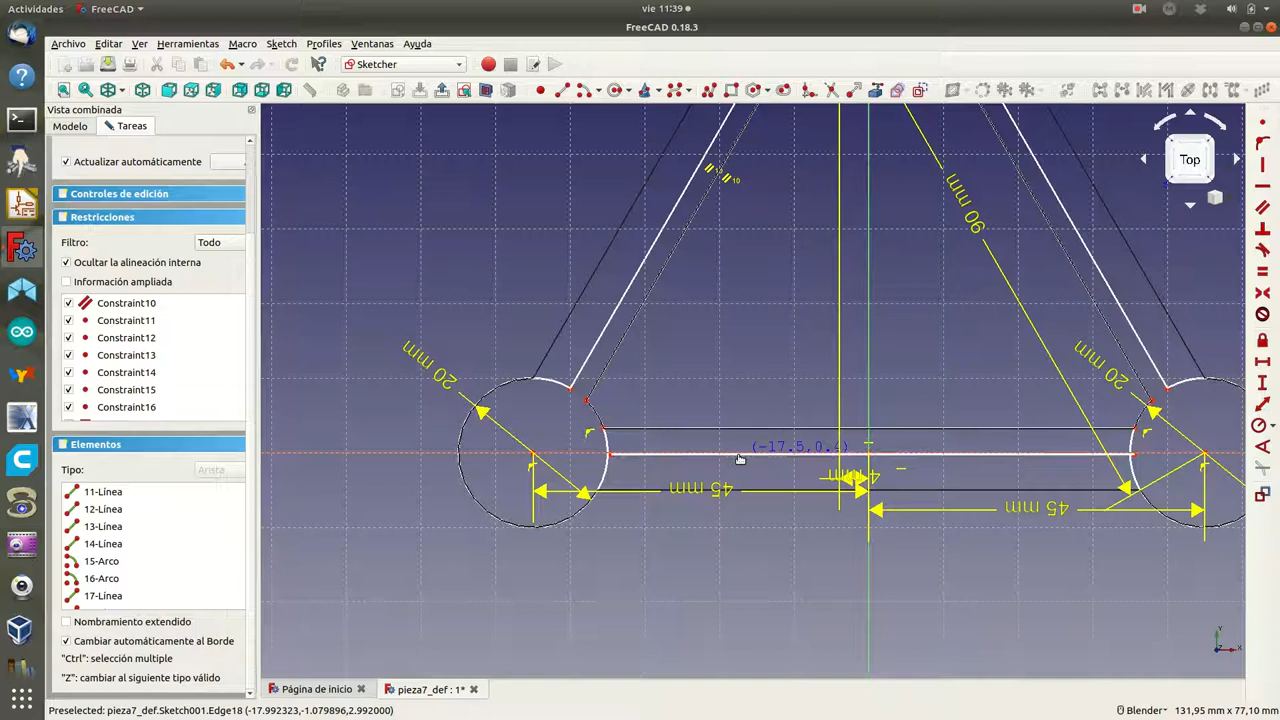 Actividades FreeCAD vie 11:39
FreeCAD 0.18.3
Archivo Editar Ver Herramientas Macro Sketch Profiles Ventanas Ayuda
Sketcher
Vista combinada
Modelo Tareas
Actualizar automáticamente
Controles de edición
Restricciones
Filtro: Todo
Ocultar la alineación interna
Información ampliada
Constraint10
Constraint11
Constraint12
Constraint13
Constraint14
Constraint15
Constraint16
Elementos
Tipo: Arista
11-Línea
12-Línea
13-Línea
14-Línea
15-Arco
16-Arco
17-Línea
Nombramiento extendido
Cambiar automáticamente al Borde
"Ctrl": selección multiple
"Z": cambiar al siguiente tipo válido
Top
10
90 mm
20 mm
20 mm
4 mm
45 mm
45 mm
Y
X
Página de inicio pieza7_def : 1*
Preselected: pieza7_def.Sketch001.Edge18 (-17.992323,-1.079896,2.992000) Blender 131,95 mm x 77,10 mm